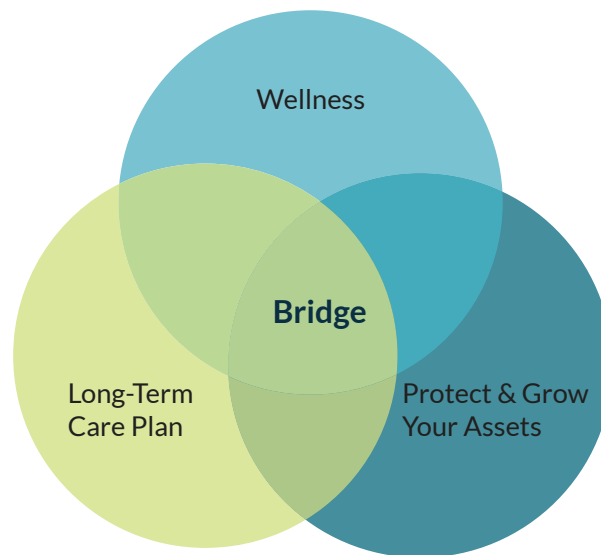 Wellness
Bridge
Long-Term
Care Plan
Protect & Grow
Your Assets